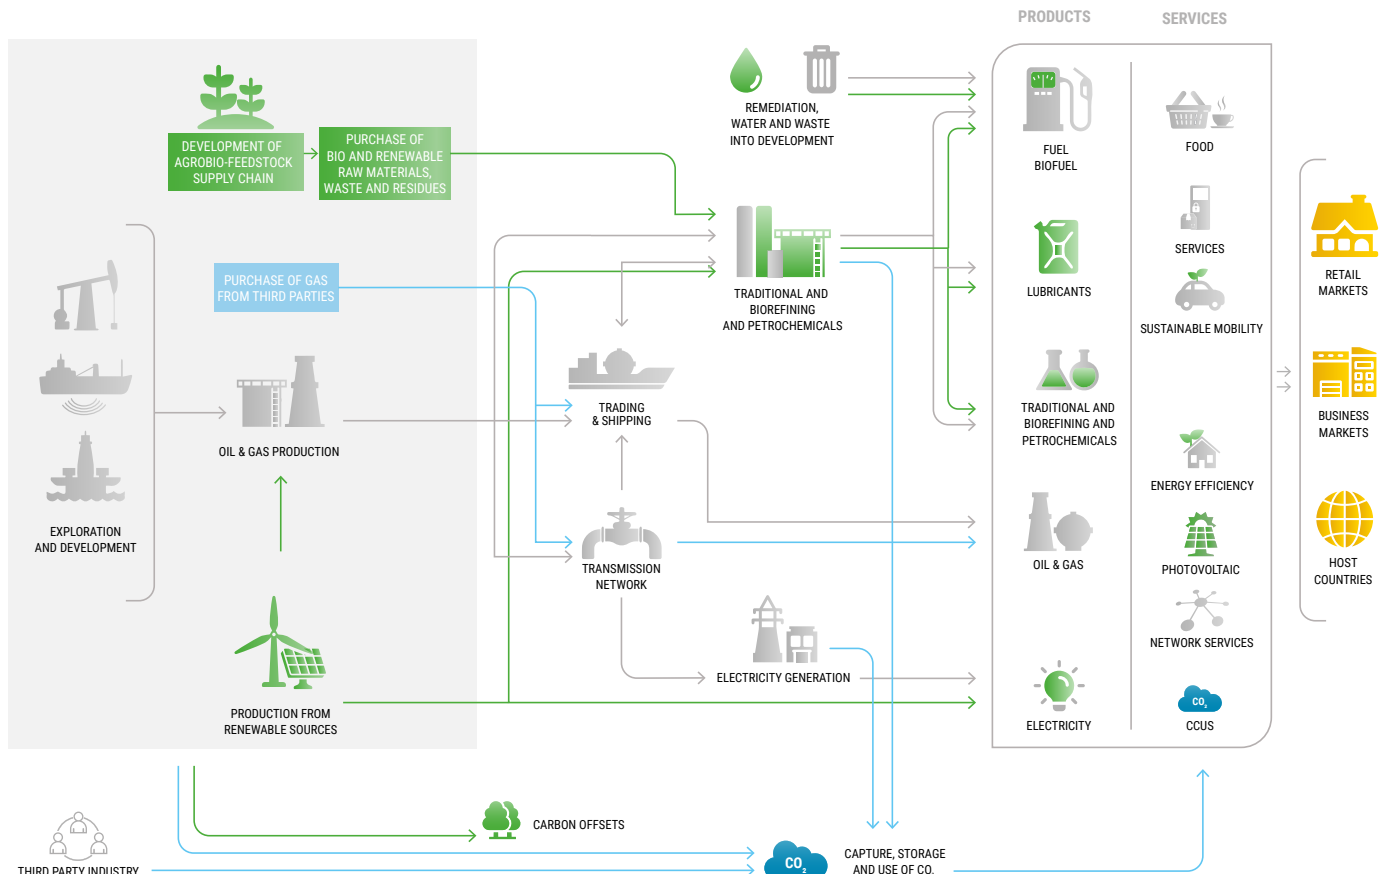 PRODUCTS
SERVICES
DEVELOPMENT OF
AGROBIO-FEEDSTOCK
SUPPLY CHAIN
PURCHASE OF
BIO AND RENEWABLE
RAW MATERIALS,
WASTE AND RESIDUES
REMEDIATION,
WATER AND WASTE
INTO DEVELOPMENT
FUEL
BIOFUEL
FOOD
SERVICES
PURCHASE OF GAS
FROM THIRD PARTIES
TRADITIONAL AND
BIOREFINING
AND PETROCHEMICALS
LUBRICANTS
SUSTAINABLE MOBILITY
RETAIL
MARKETS
OIL & GAS PRODUCTION
TRADING
& SHIPPING
TRADITIONAL AND
BIOREFINING AND
PETROCHEMICALS
BUSINESS
MARKETS
ENERGY EFFICIENCY
EXPLORATION
AND DEVELOPMENT
TRANSMISSION
NETWORK
OIL & GAS
PHOTOVOLTAIC
HOST
COUNTRIES
NETWORK SERVICES
ELECTRICITY GENERATION
PRODUCTION FROM
RENEWABLE SOURCES
ELECTRICITY
CO₂
CCUS
CARBON OFFSETS
THIRD PARTY INDUSTRY
CO₂
CAPTURE, STORAGE
AND USE OF CO.